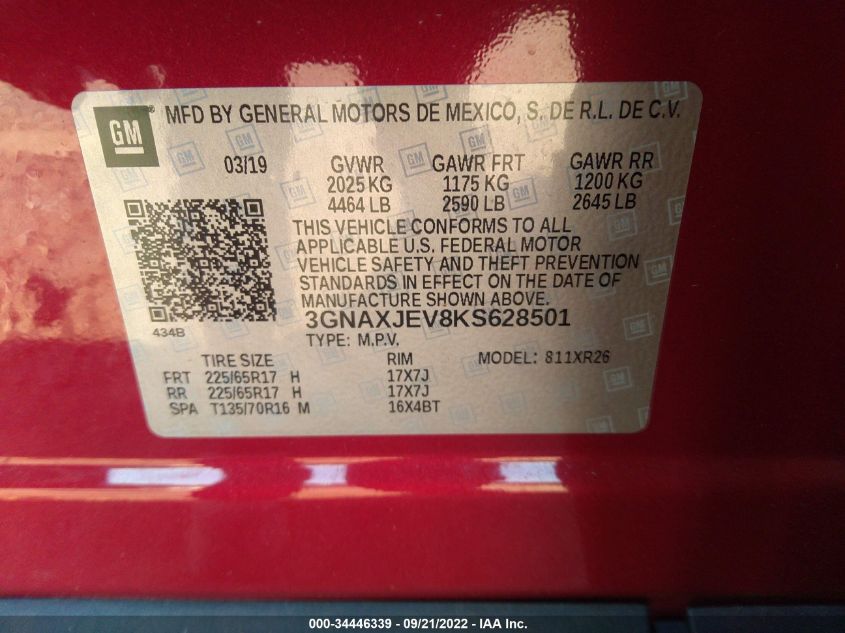 GM ® MFD BY GENERAL MOTORS DE MEXICO, S. DE R.L. DE C.V.
03/19 GVWR GAWR FRT GAWR RR
2025 KG 1175 KG 1200 KG
4464 LB 2590 LB 2645 LB
THIS VEHICLE CONFORMS TO ALL
APPLICABLE U.S. FEDERAL MOTOR
VEHICLE SAFETY AND THEFT PREVENTION
STANDARDS IN EFFECT ON THE DATE OF
MANUFACTURE SHOWN ABOVE.
434B 3GNAXJEV8KS628501
TYPE: M.P.V.
TIRE SIZE RIM MODEL: 811XR26
FRT 225/65R17 H 17X7J
RR 225/65R17 H 17X7J
SPA T135/70R16 M 16X4BT
000-34446339 - 09/21/2022 - IAA Inc.